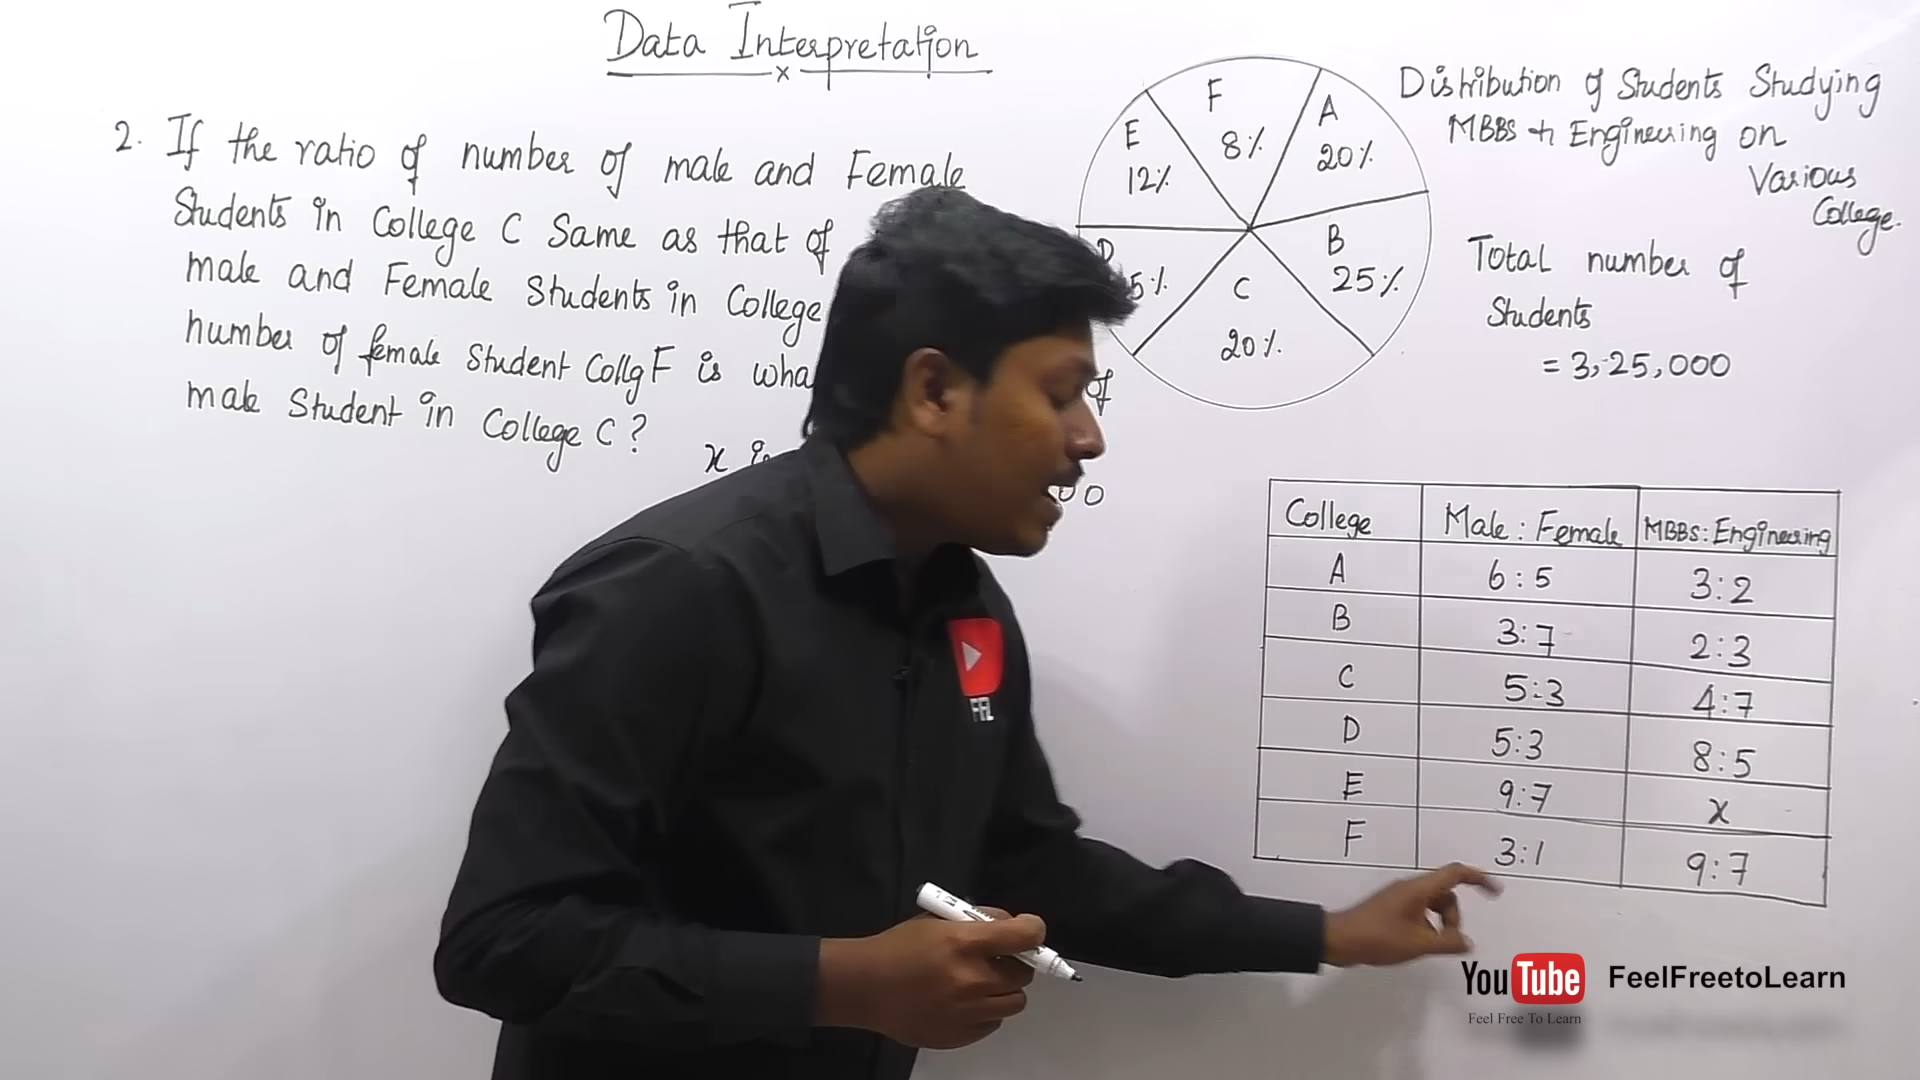 Data Interpretation
x
2. If the ratio of number of male and Female
Students in College C Same as that of
male and Female Students in College
number of female Student CollgF is wha of
male Student in College C?
x
00
F
8%
A
20%
E
12%
B
25%
D
5%
C
20%
Distribution of Students Studying
MBBS & Engineering on
Various
College.
Total number of
Students
= 3,25,000
College Male : Female MBBS : Engineering
A 6 : 5 3 : 2
B 3 : 7 2 : 3
C 5 : 3 4 : 7
D 5 : 3 8 : 5
E 9 : 7 x
F 3 : 1 9 : 7
FFL
YouTube FeelFreetoLearn
Feel Free To Learn